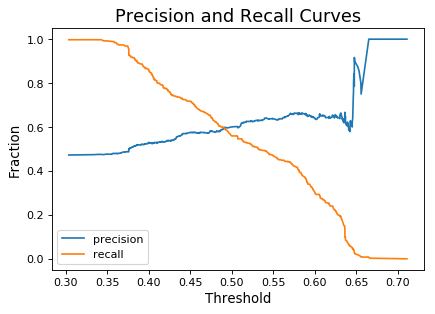 Precision and Recall Curves
1.0
0.8
0.6
0.4
0.2
0.0
Fraction
precision
recall
0.30 0.35 0.40 0.45 0.50 0.55 0.60 0.65 0.70
Threshold